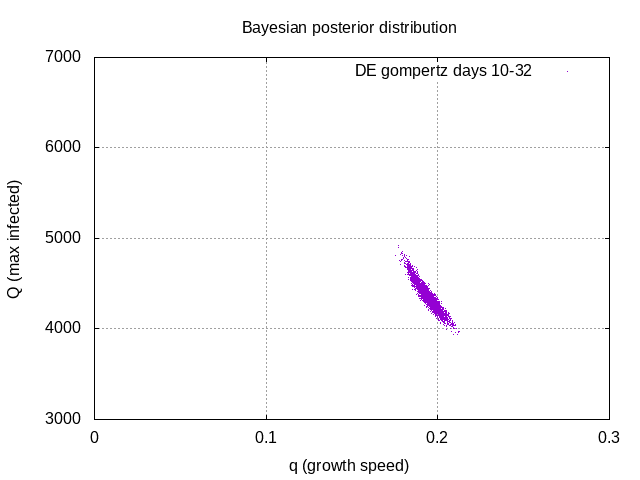 Bayesian posterior distribution
DE gompertz days 10-32
7000
6000
5000
4000
3000
Q (max infected)
0
0.1
0.2
0.3
q (growth speed)